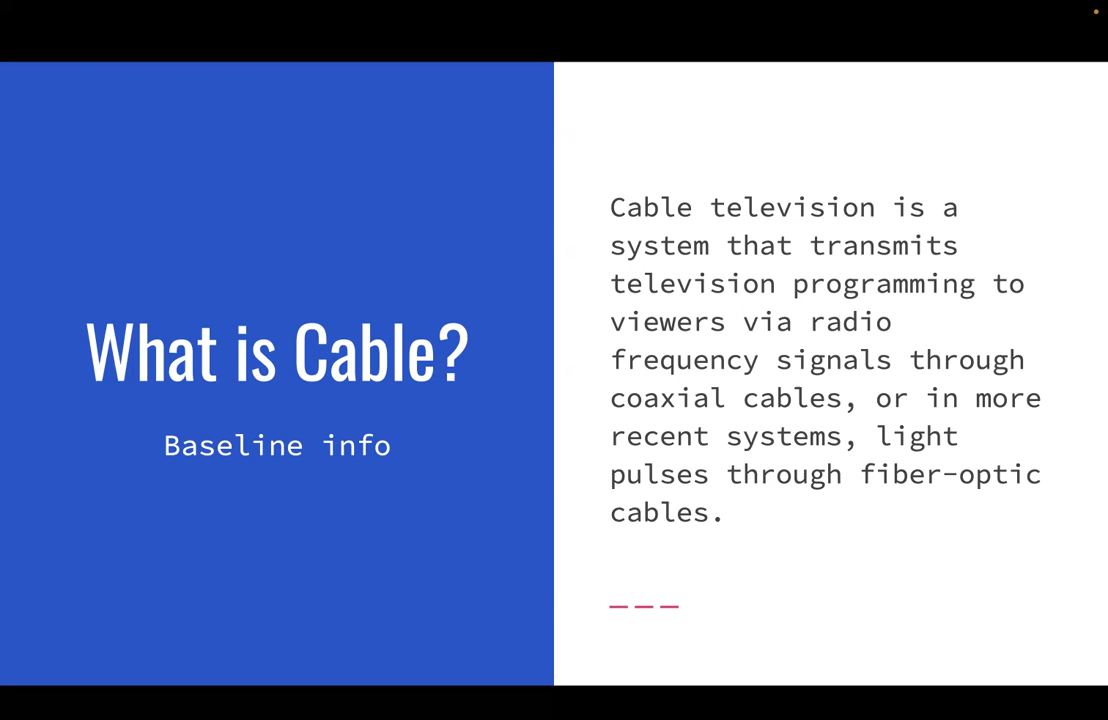 What is Cable?
Baseline info
Cable television is a
system that transmits
television programming to
viewers via radio
frequency signals through
coaxial cables, or in more
recent systems, light
pulses through fiber-optic
cables.